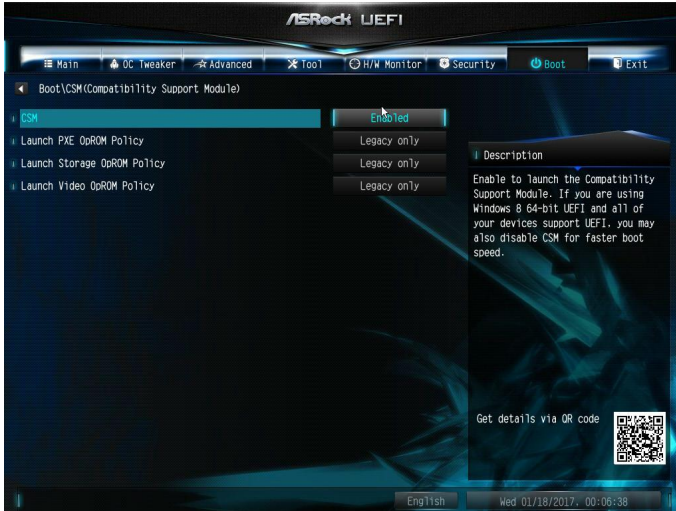 ASRock UEFI
Main OC Tweaker Advanced Tool H/W Monitor Security Boot Exit
Boot\CSM(Compatibility Support Module)
CSM Enabled
Launch PXE OpROM Policy Legacy only
Launch Storage OpROM Policy Legacy only
Launch Video OpROM Policy Legacy only
Description
Enable to launch the Compatibility
Support Module. If you are using
Windows 8 64-bit UEFI and all of
your devices support UEFI, you may
also disable CSM for faster boot
speed.
Get details via QR code
English Wed 01/18/2017, 00:06:38